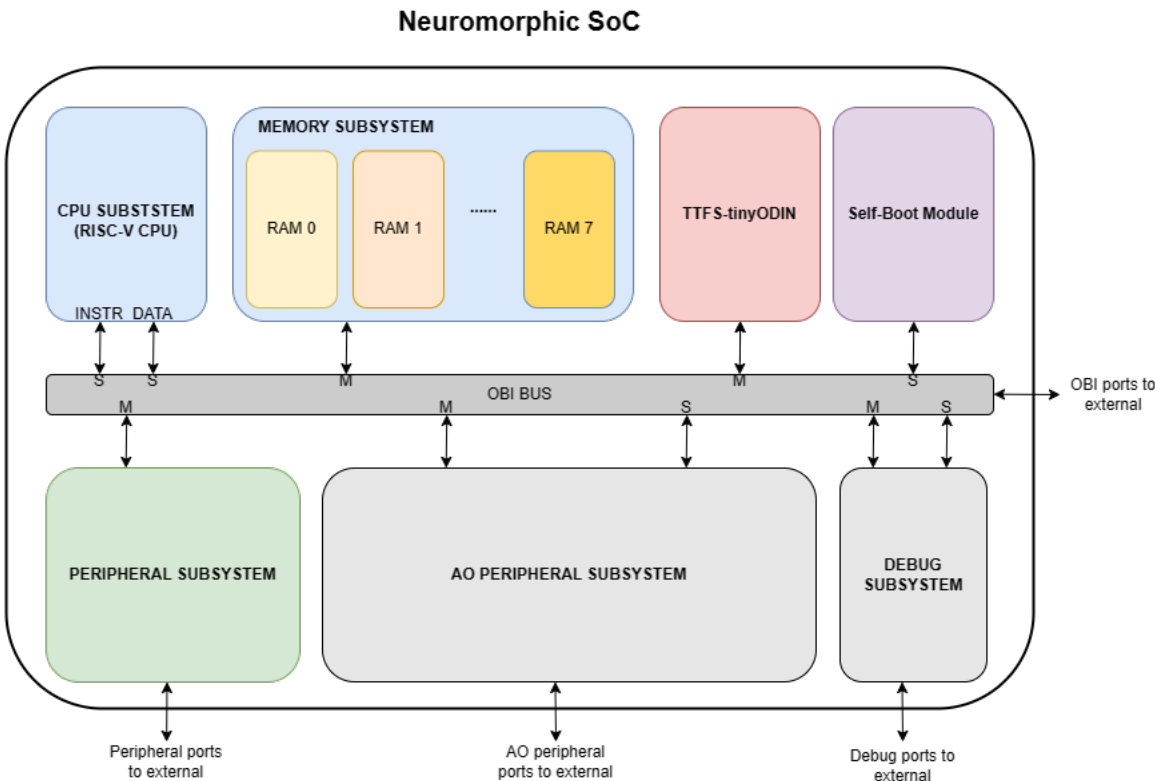 Neuromorphic SoC
MEMORY SUBSYSTEM
CPU SUBSTSTEM
(RISC-V CPU)
RAM 0
RAM 1
......
RAM 7
TTFS-tinyODIN
Self-Boot Module
INSTR DATA
S S M M S
OBI BUS
M M S M S
OBI ports to
external
PERIPHERAL SUBSYSTEM
AO PERIPHERAL SUBSYSTEM
DEBUG
SUBSYSTEM
Peripheral ports
to external
AO peripheral
ports to external
Debug ports to
external